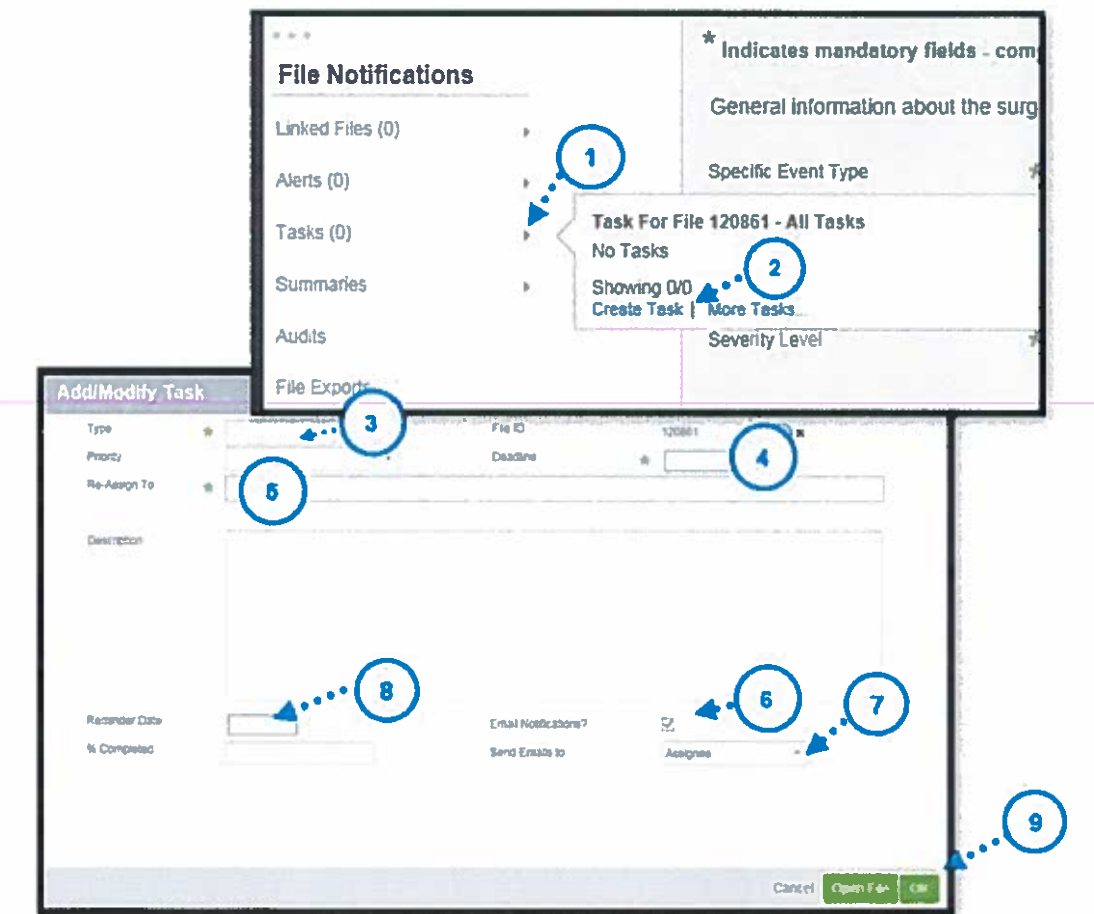 File Notifications
Linked Files (0)
Alerts (0)
Tasks (0)
Summaries
Audits
File Exports
* Indicates mandatory fields - com
General information about the surg
Specific Event Type *
1
Task For File 120861 - All Tasks
No Tasks
2
Showing 0/0
Create Task | More Tasks...
Severity Level *
Add/Modify Task
Type *
3
File ID
120861
Priority
Deadline *
4
Re-Assign To *
5
Description
8
6
7
Reminder Date
Email Notifications?
% Completed
Send Emails to
Assignee
9
Cancel
Open File
OK